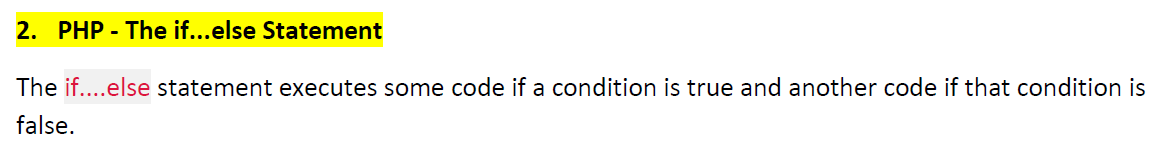 2. PHP - The if...else Statement
The if....else statement executes some code if a condition is true and another code if that condition is
false.